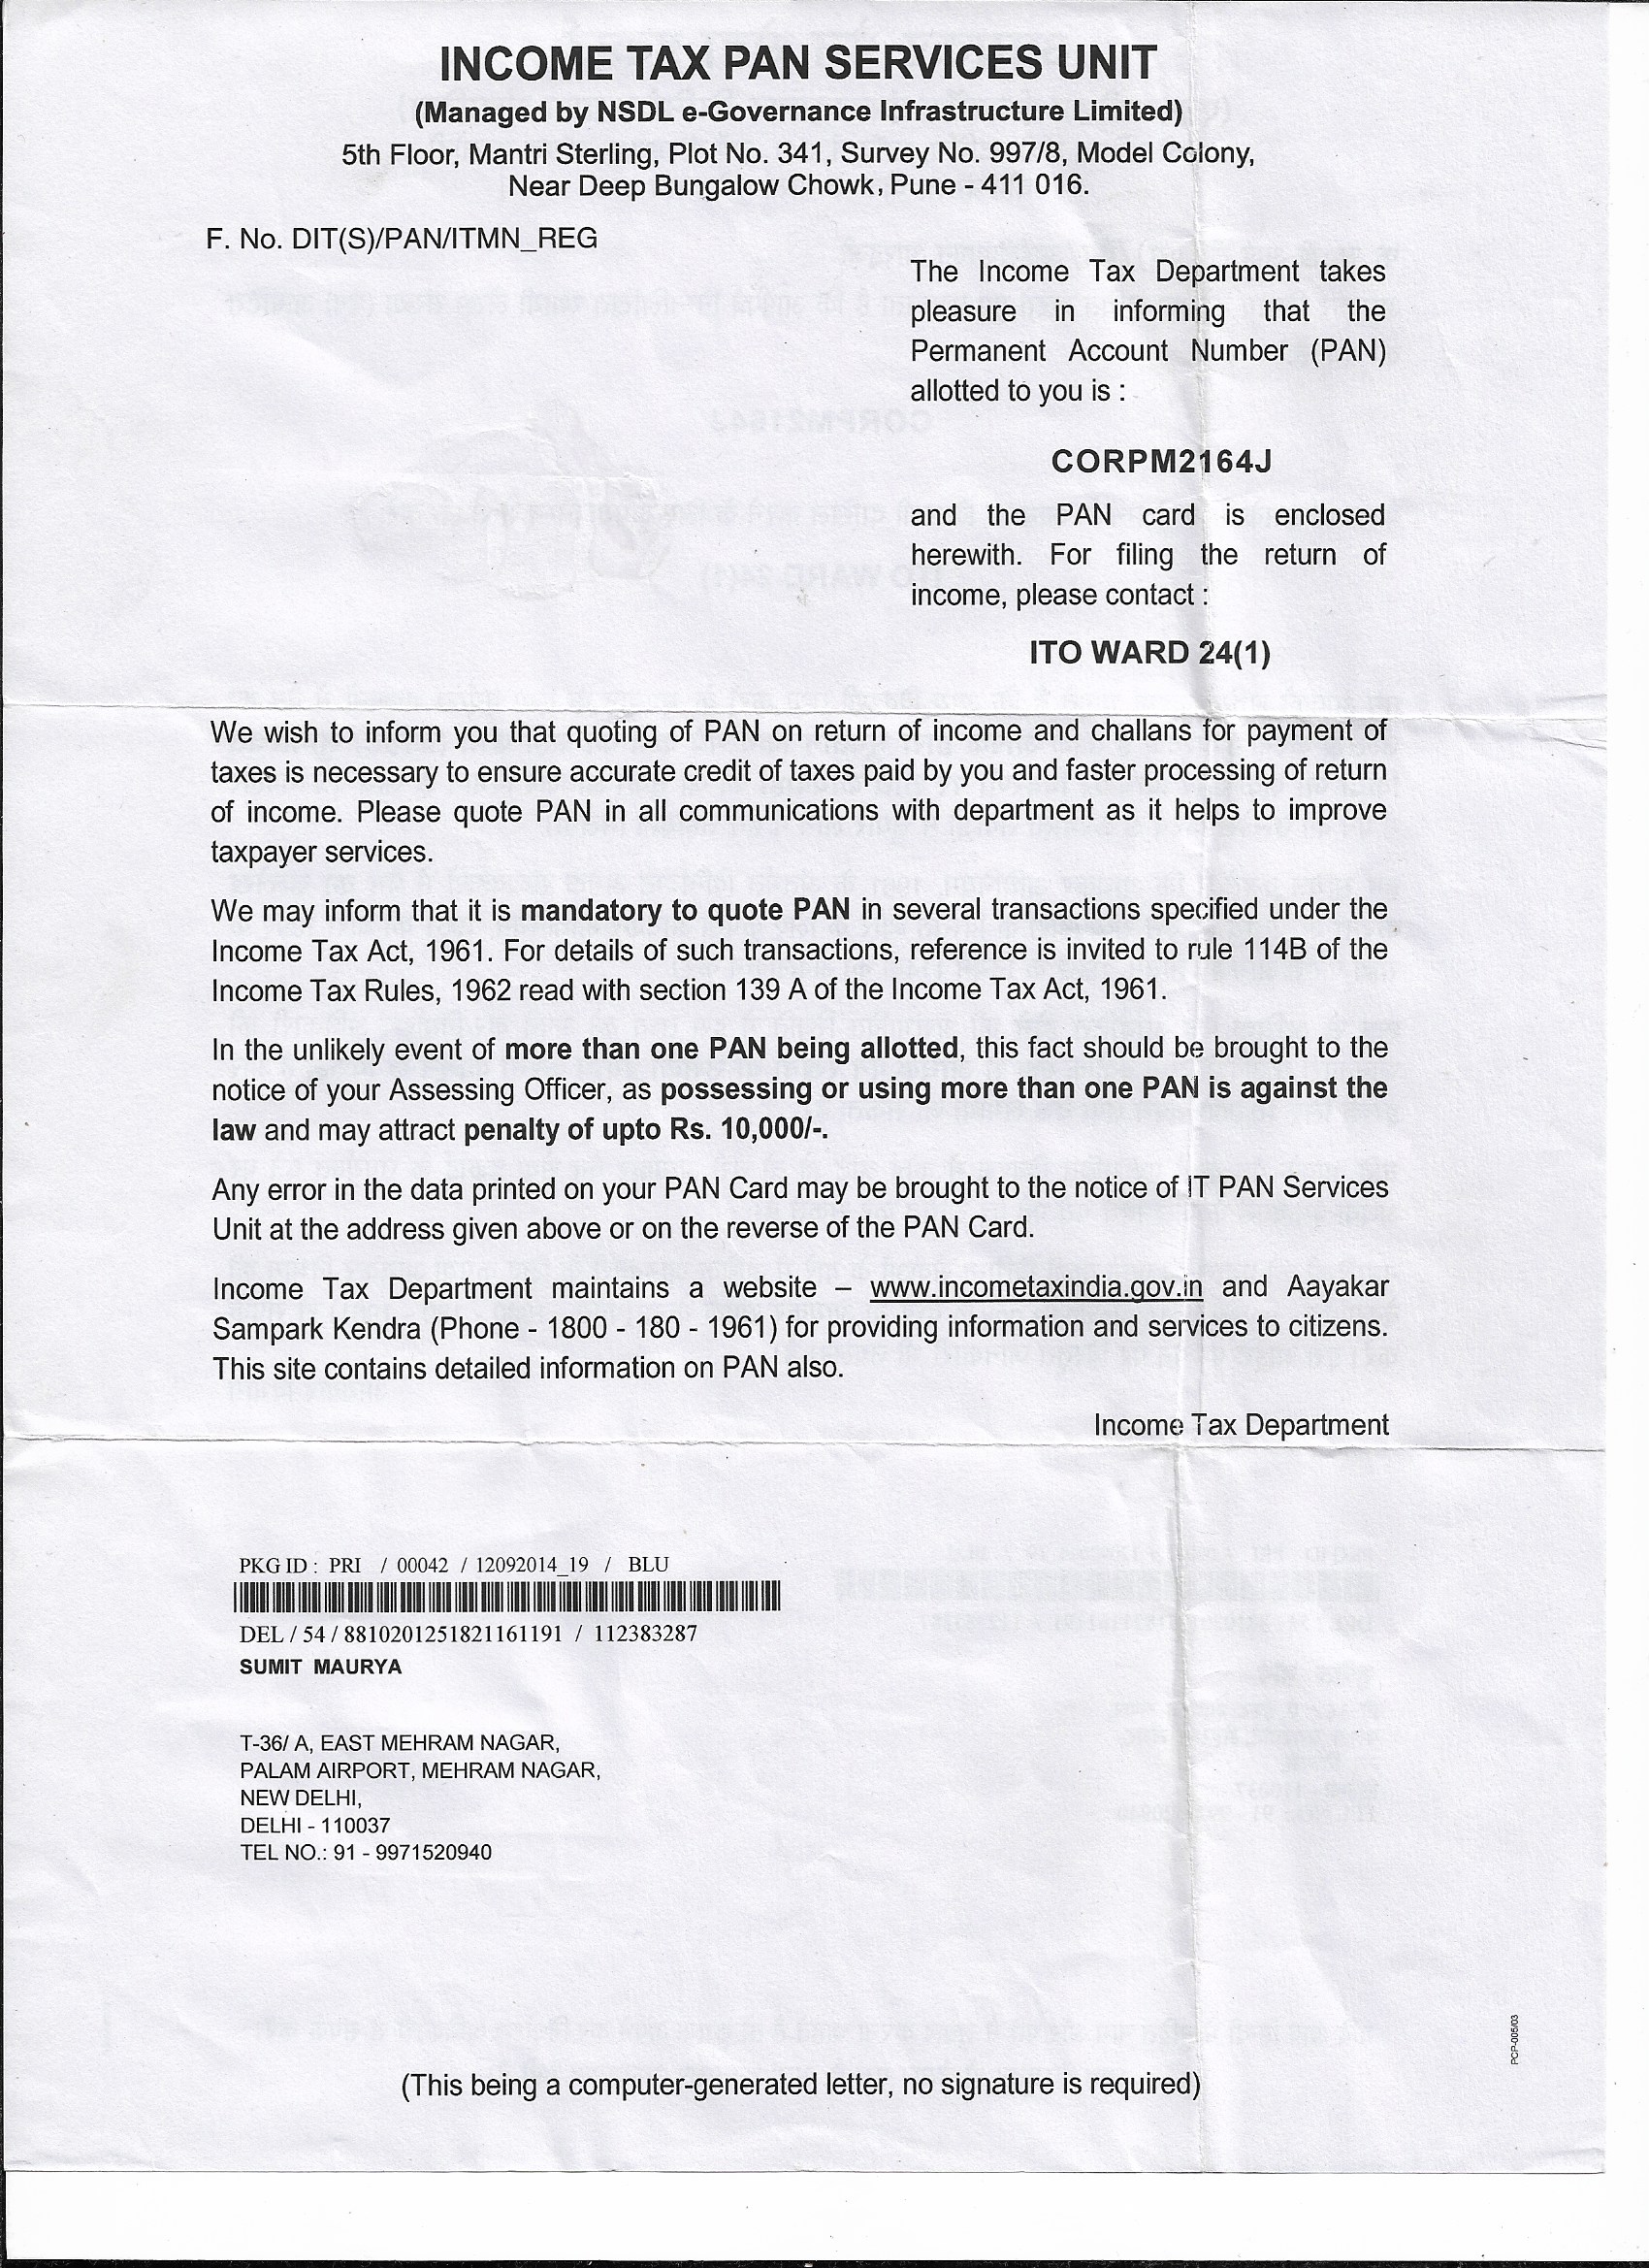 INCOME TAX PAN SERVICES UNIT
(Managed by NSDL e-Governance Infrastructure Limited)
5th Floor, Mantri Sterling, Plot No. 341, Survey No. 997/8, Model Colony,
Near Deep Bungalow Chowk, Pune - 411 016.
F. No. DIT(S)/PAN/ITMN_REG
The Income Tax Department takes
pleasure in informing that the
Permanent Account Number (PAN)
allotted to you is :
CORPM2164J
and the PAN card is enclosed
herewith. For filing the return of
income, please contact :
ITO WARD 24(1)
We wish to inform you that quoting of PAN on return of income and challans for payment of
taxes is necessary to ensure accurate credit of taxes paid by you and faster processing of return
of income. Please quote PAN in all communications with department as it helps to improve
taxpayer services.
We may inform that it is mandatory to quote PAN in several transactions specified under the
Income Tax Act, 1961. For details of such transactions, reference is invited to rule 114B of the
Income Tax Rules, 1962 read with section 139 A of the Income Tax Act, 1961.
In the unlikely event of more than one PAN being allotted, this fact should be brought to the
notice of your Assessing Officer, as possessing or using more than one PAN is against the
law and may attract penalty of upto Rs. 10,000/-.
Any error in the data printed on your PAN Card may be brought to the notice of IT PAN Services
Unit at the address given above or on the reverse of the PAN Card.
Income Tax Department maintains a website – www.incometaxindia.gov.in and Aayakar
Sampark Kendra (Phone - 1800 - 180 - 1961) for providing information and services to citizens.
This site contains detailed information on PAN also.
Income Tax Department
PKG ID : PRI / 00042 / 12092014_19 / BLU
DEL / 54 / 8810201251821161191 / 112383287
SUMIT MAURYA
T-36/ A, EAST MEHRAM NAGAR,
PALAM AIRPORT, MEHRAM NAGAR,
NEW DELHI,
DELHI - 110037
TEL NO.: 91 - 9971520940
PCP-005/03
(This being a computer-generated letter, no signature is required)